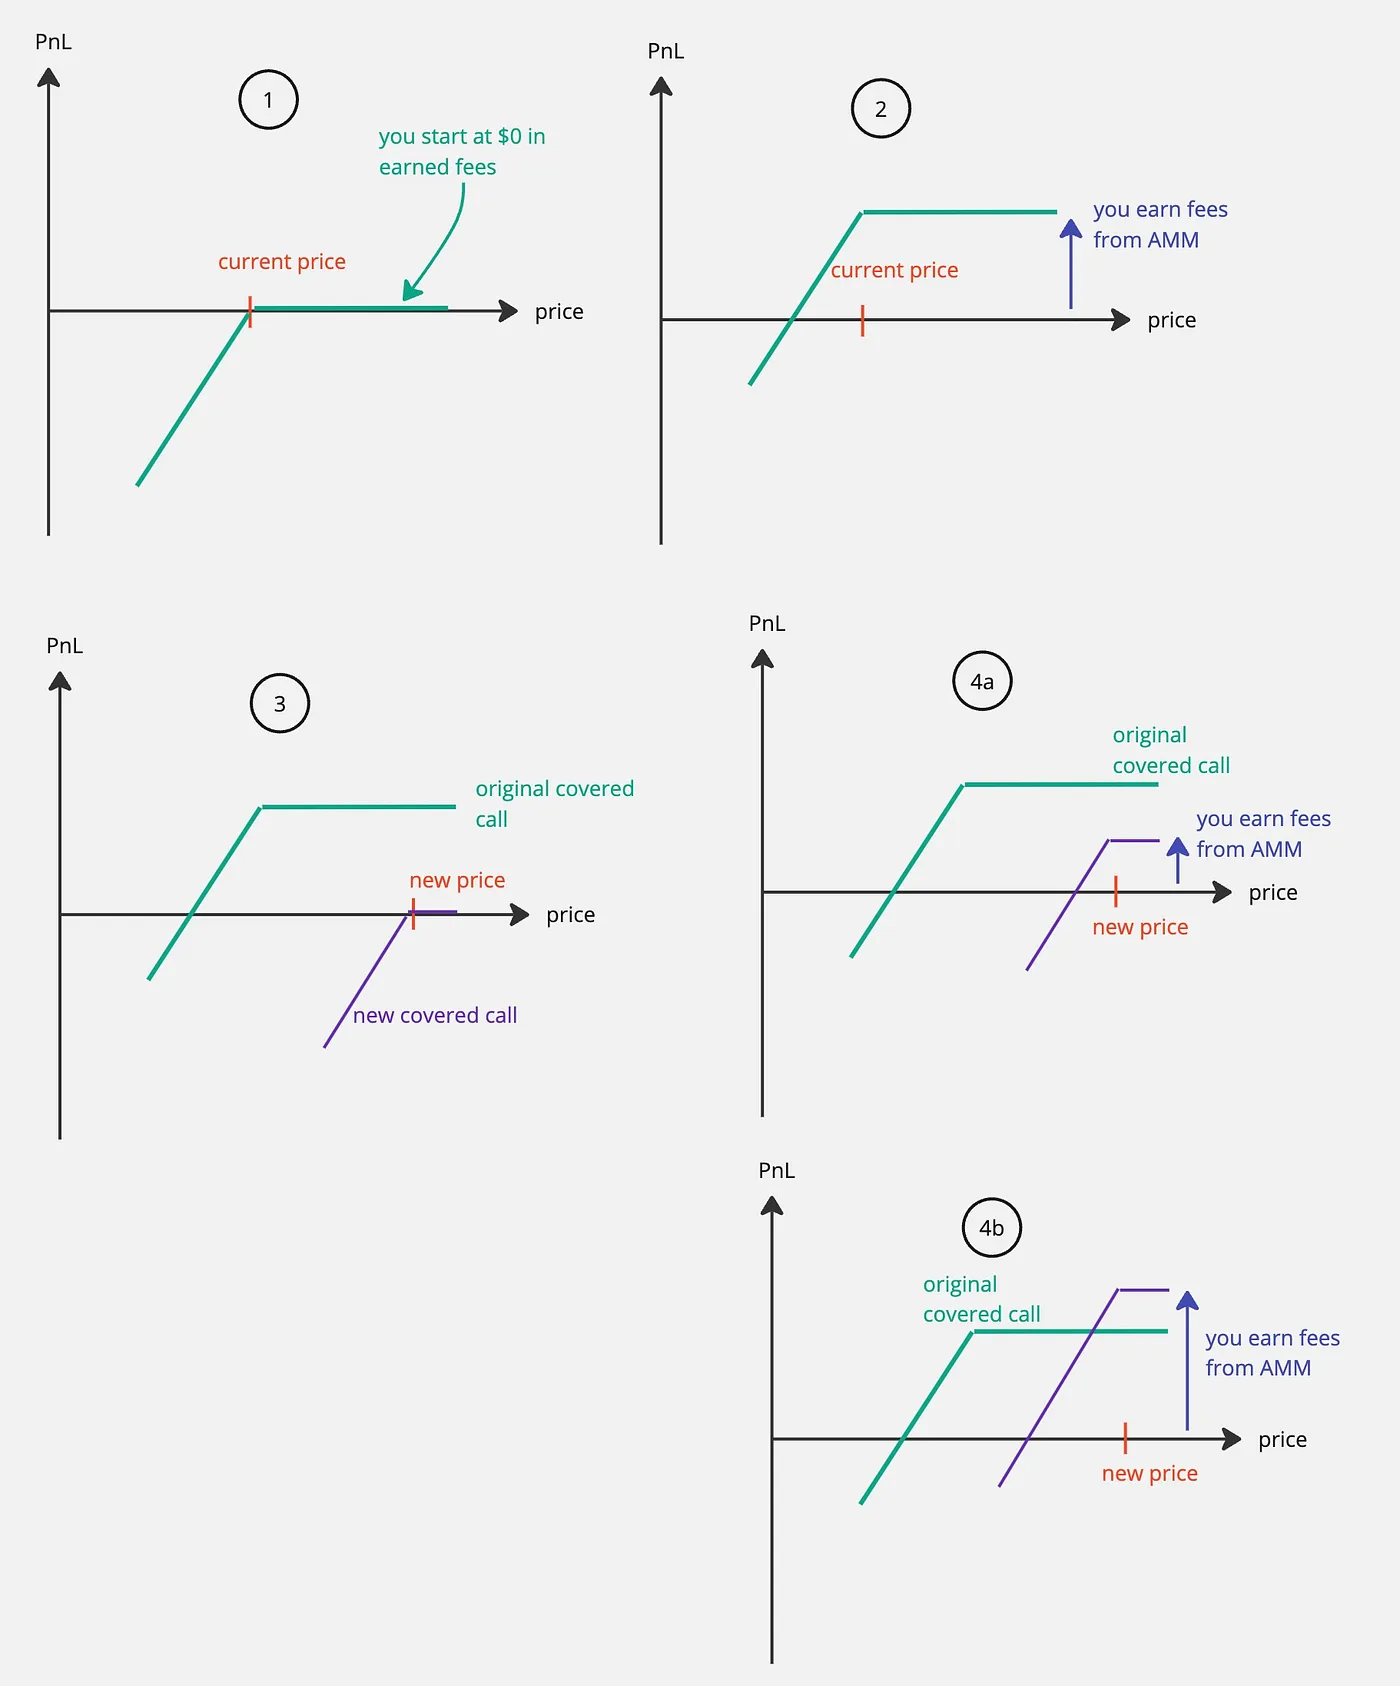 PnL
1
you start at $0 in
earned fees
current price
price
PnL
2
you earn fees
from AMM
current price
price
PnL
3
original covered
call
new price
price
new covered call
PnL
4a
original
covered call
you earn fees
from AMM
price
new price
PnL
4b
original
covered call
you earn fees
from AMM
price
new price